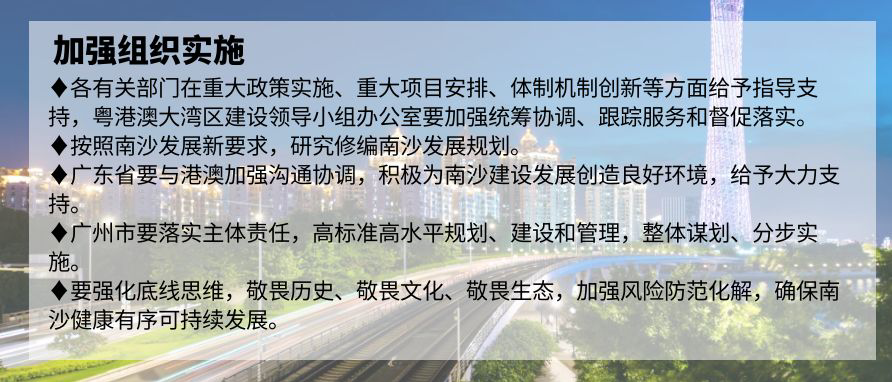 加强组织实施
♦各有关部门在重大政策实施、重大项目安排、体制机制创新等方面给予指导支
持，粤港澳大湾区建设领导小组办公室要加强统筹协调、跟踪服务和督促落实。
♦按照南沙发展新要求，研究修编南沙发展规划。
♦广东省要与港澳加强沟通协调，积极为南沙建设发展创造良好环境，给予大力支
持。
♦广州市要落实主体责任，高标准高水平规划、建设和管理，整体谋划、分步实
施。
♦要强化底线思维，敬畏历史、敬畏文化、敬畏生态，加强风险防范化解，确保南
沙健康有序可持续发展。